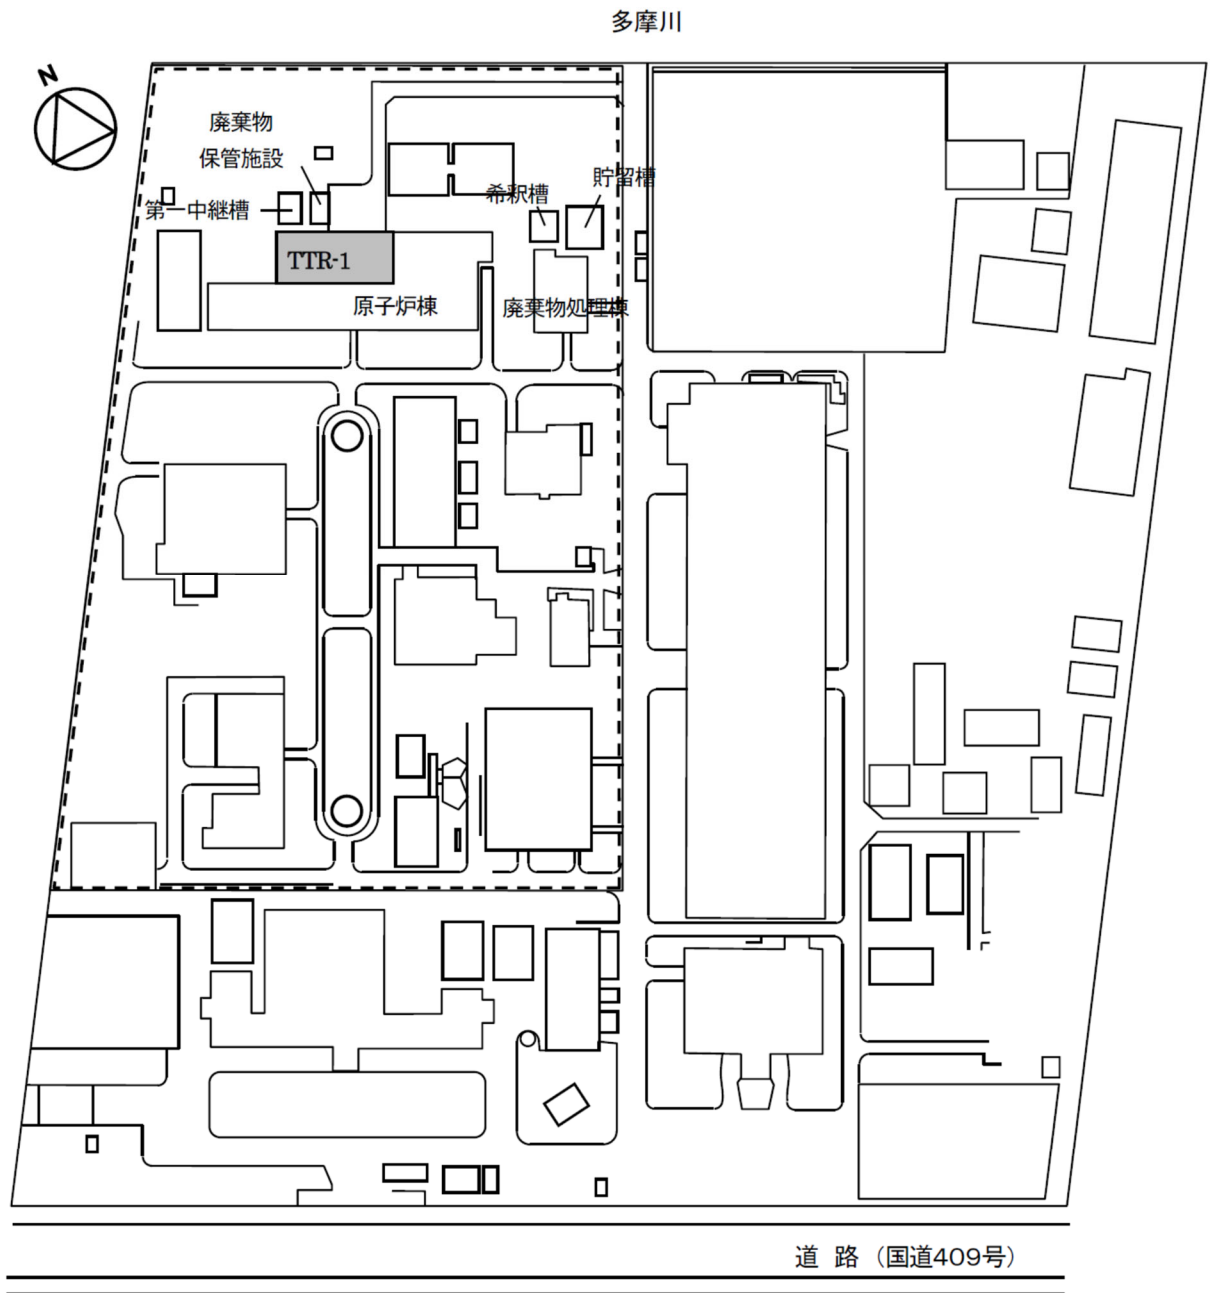 多摩川
N
廃棄物
保管施設
第一中継槽
希釈槽
貯留槽
TTR-1
原子炉棟
廃棄物処理棟
道 路（国道409号）